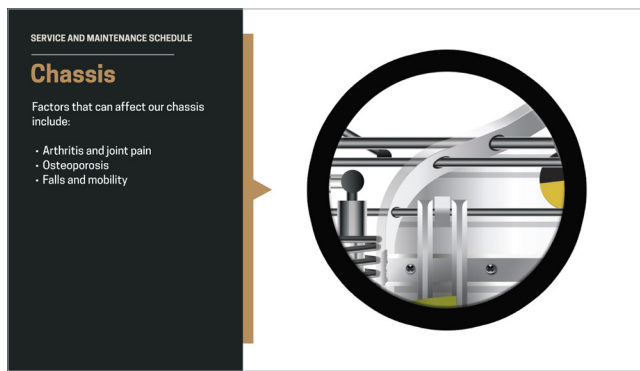 SERVICE AND MAINTENANCE SCHEDULE
Chassis
Factors that can affect our chassis
include:
• Arthritis and joint pain
• Osteoporosis
• Falls and mobility